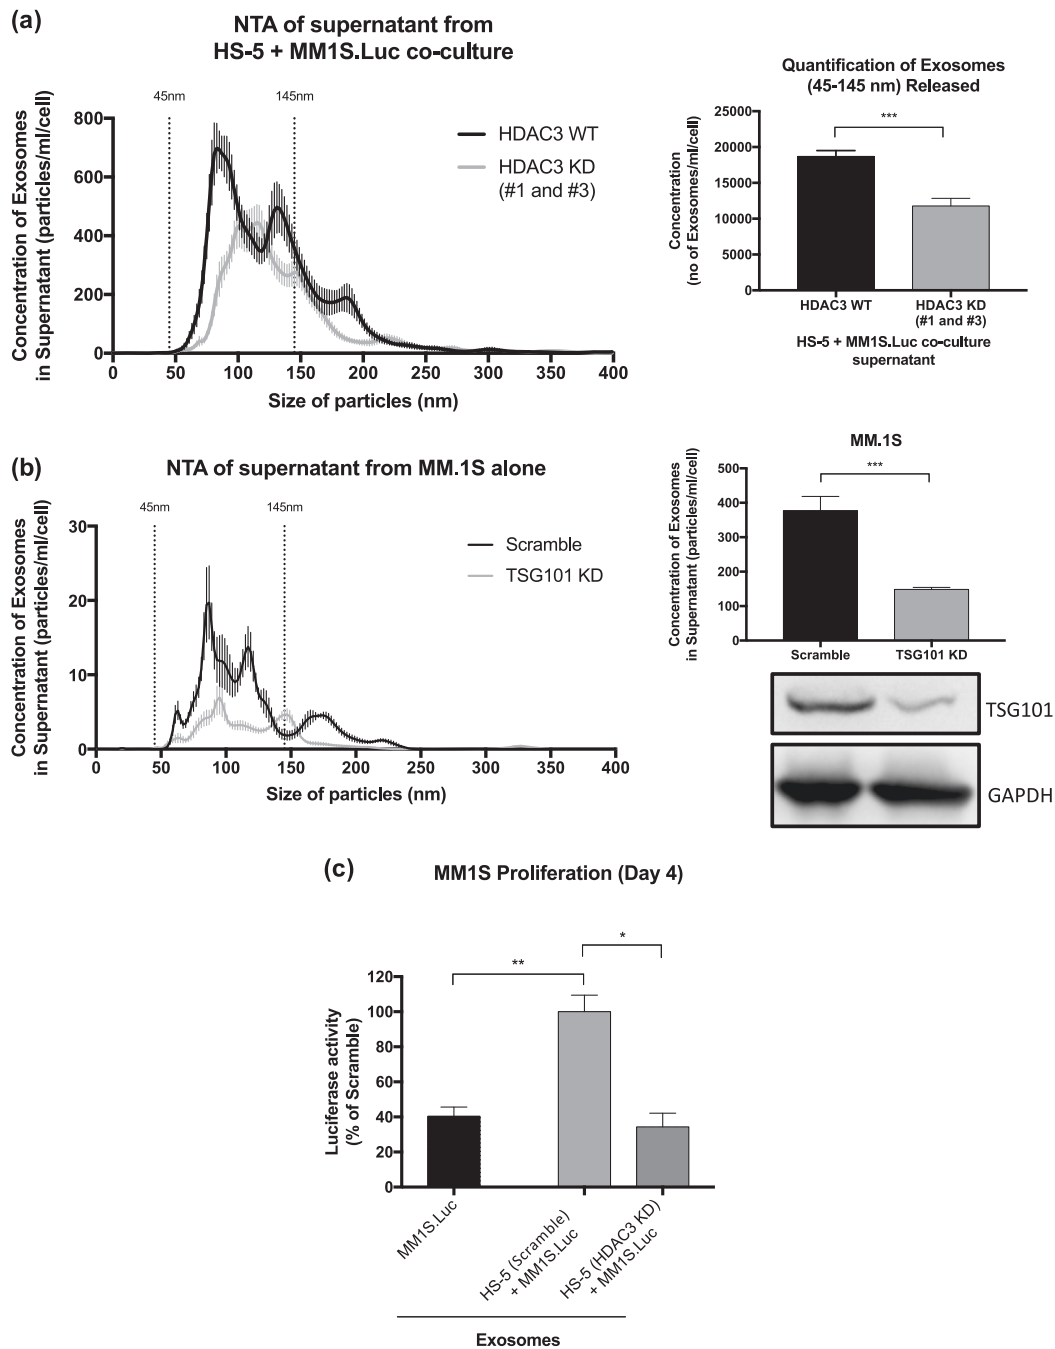 (a)
NTA of supernatant from
HS-5 + MM1S.Luc co-culture
45nm
145nm
Concentration of Exosomes
in Supernatant (particles/ml/cell)
800
600
400
200
0
HDAC3 WT
HDAC3 KD
(#1 and #3)
0 50 100 150 200 250 300 350 400
Size of particles (nm)
Quantification of Exosomes
(45-145 nm) Released
***
Concentration
(no of Exosomes/ml/cell)
25000
20000
15000
10000
5000
0
HDAC3 WT
HDAC3 KD
(#1 and #3)
HS-5 + MM1S.Luc co-culture
supernatant
(b)
NTA of supernatant from MM.1S alone
45nm
145nm
Concentration of Exosomes
in Supernatant (particles/ml/cell)
30
20
10
0
Scramble
TSG101 KD
0 50 100 150 200 250 300 350 400
Size of particles (nm)
MM.1S
***
Concentration of Exosomes
in Supernatant (particles/ml/cell)
500
400
300
200
100
0
Scramble TSG101 KD
TSG101
GAPDH
(c)
MM1S Proliferation (Day 4)
*
**
Luciferase activity
(% of Scramble)
120
100
80
60
40
20
0
MM1S.Luc
HS-5 (Scramble)
+ MM1S.Luc
HS-5 (HDAC3 KD)
+ MM1S.Luc
Exosomes